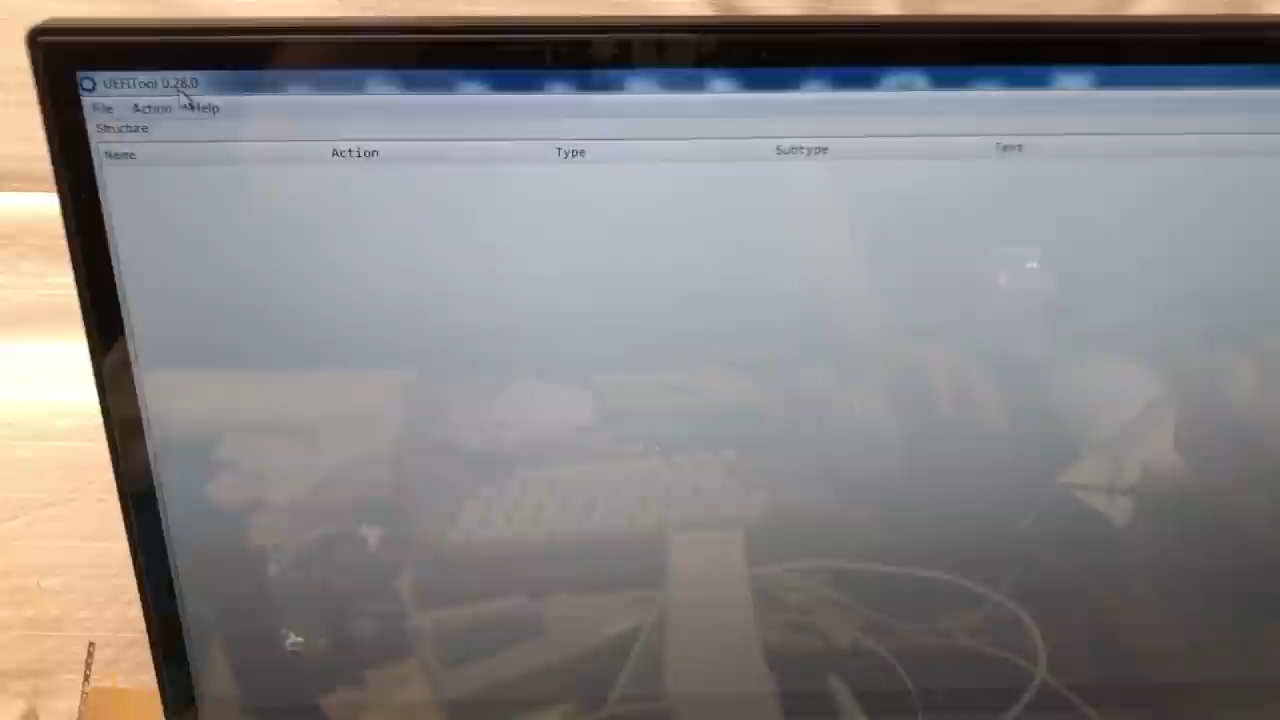 UEFITool 0.28.0
File Action Help
Structure
Name Action Type Subtype Text